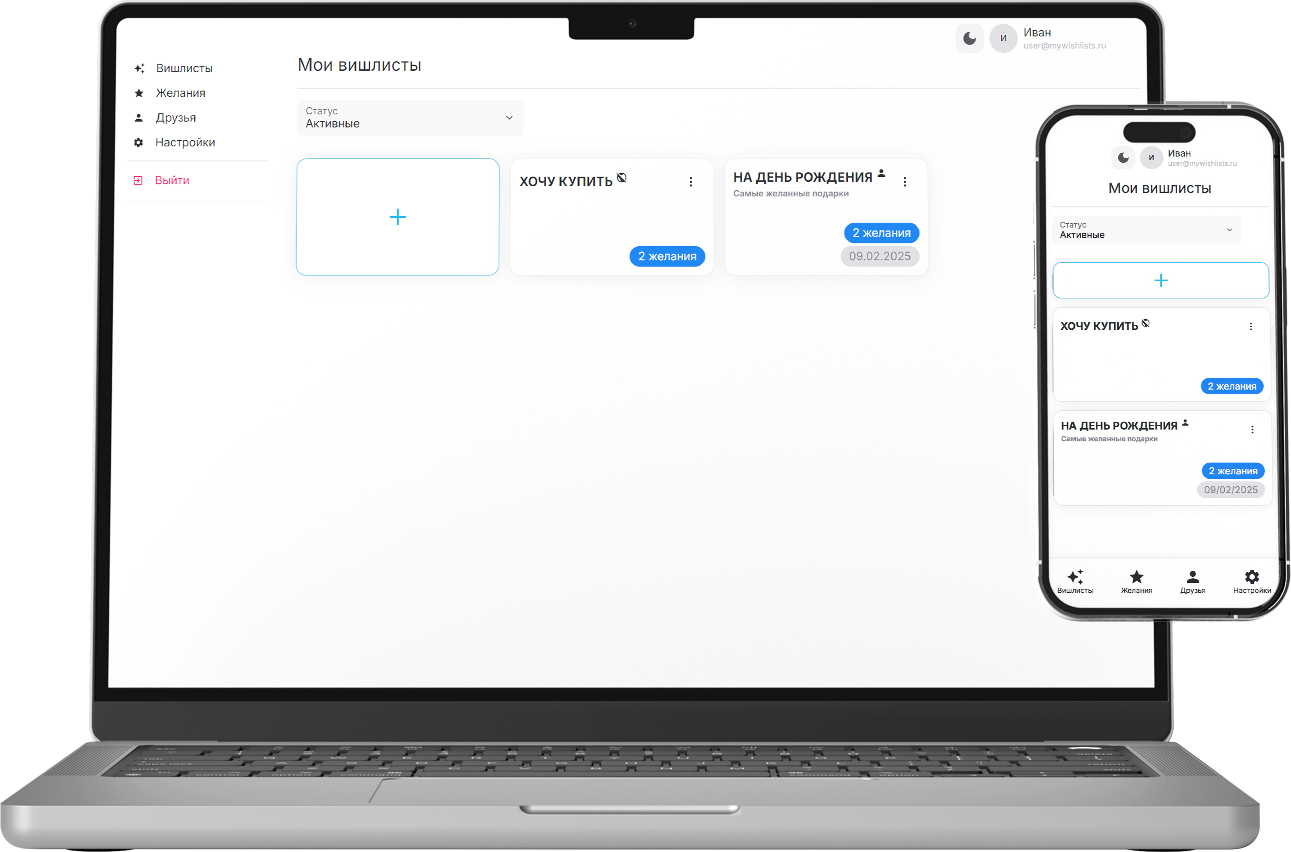 Иван
user@mywishlists.ru
И
Вишлисты
Желания
Друзья
Настройки
Выйти
Мои вишлисты
Статус
Активные
+
ХОЧУ КУПИТЬ
2 желания
НА ДЕНЬ РОЖДЕНИЯ
Самые желанные подарки
2 желания
09.02.2025
И
Иван
user@mywishlists.ru
Мои вишлисты
Статус
Активные
+
ХОЧУ КУПИТЬ
2 желания
НА ДЕНЬ РОЖДЕНИЯ
Самые желанные подарки
2 желания
09/02/2025
Вишлисты
Желания
Друзья
Настройки